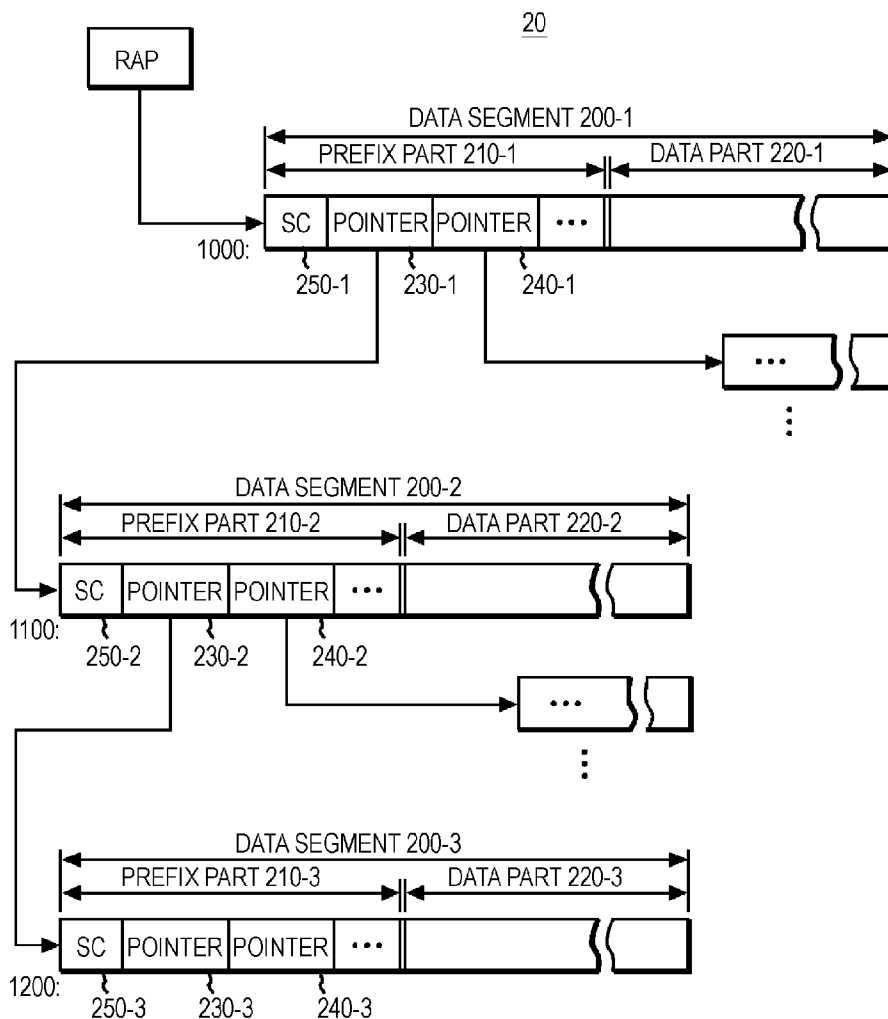 20
RAP
DATA SEGMENT 200-1
PREFIX PART 210-1 DATA PART 220-1
SC POINTER POINTER ...
1000:
250-1 230-1 240-1
...
DATA SEGMENT 200-2
PREFIX PART 210-2 DATA PART 220-2
SC POINTER POINTER ...
1100:
250-2 230-2 240-2
...
DATA SEGMENT 200-3
PREFIX PART 210-3 DATA PART 220-3
SC POINTER POINTER ...
1200:
250-3 230-3 240-3